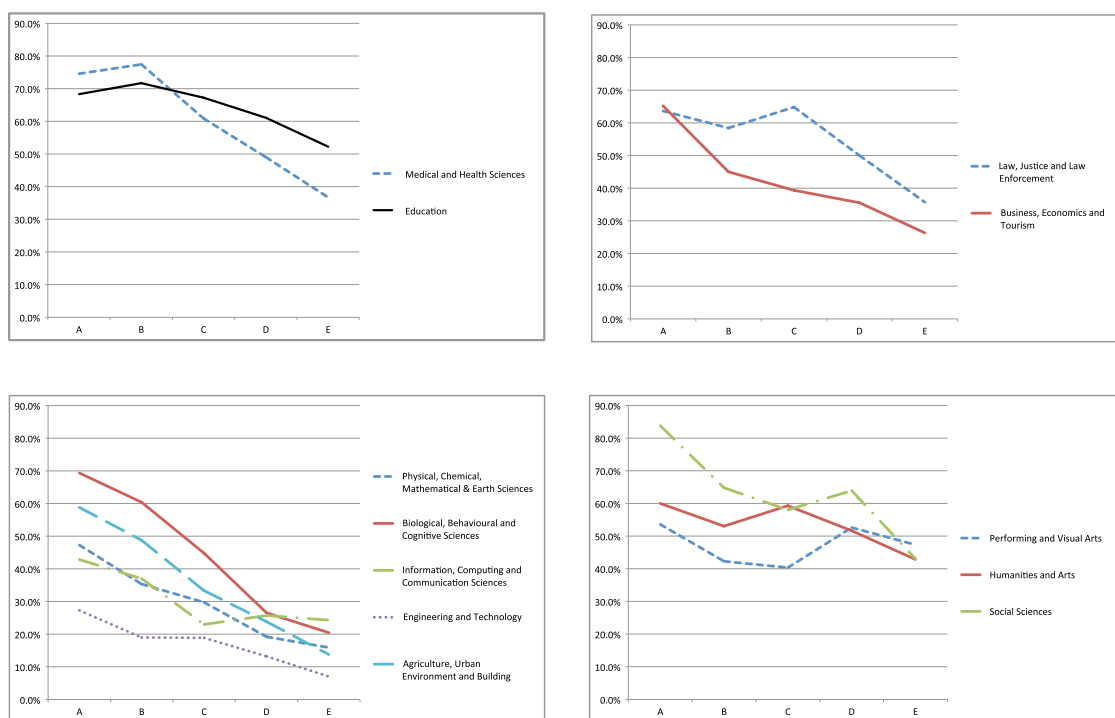 90.0%
80.0%
70.0%
60.0%
50.0%
40.0%
30.0%
20.0%
10.0%
0.0%
A B C D E
Medical and Health Sciences
Education
90.0%
80.0%
70.0%
60.0%
50.0%
40.0%
30.0%
20.0%
10.0%
0.0%
A B C D E
Law, Justice and Law
Enforcement
Business, Economics and
Tourism
90.0%
80.0%
70.0%
60.0%
50.0%
40.0%
30.0%
20.0%
10.0%
0.0%
A B C D E
Physical, Chemical,
Mathematical & Earth Sciences
Biological, Behavioural and
Cognitive Sciences
Information, Computing and
Communication Sciences
Engineering and Technology
Agriculture, Urban
Environment and Building
90.0%
80.0%
70.0%
60.0%
50.0%
40.0%
30.0%
20.0%
10.0%
0.0%
A B C D E
Performing and Visual Arts
Humanities and Arts
Social Sciences